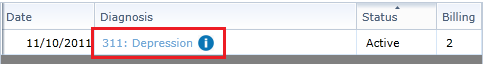 Date Diagnosis Status Billing
11/10/2011 311: Depression i Active 2